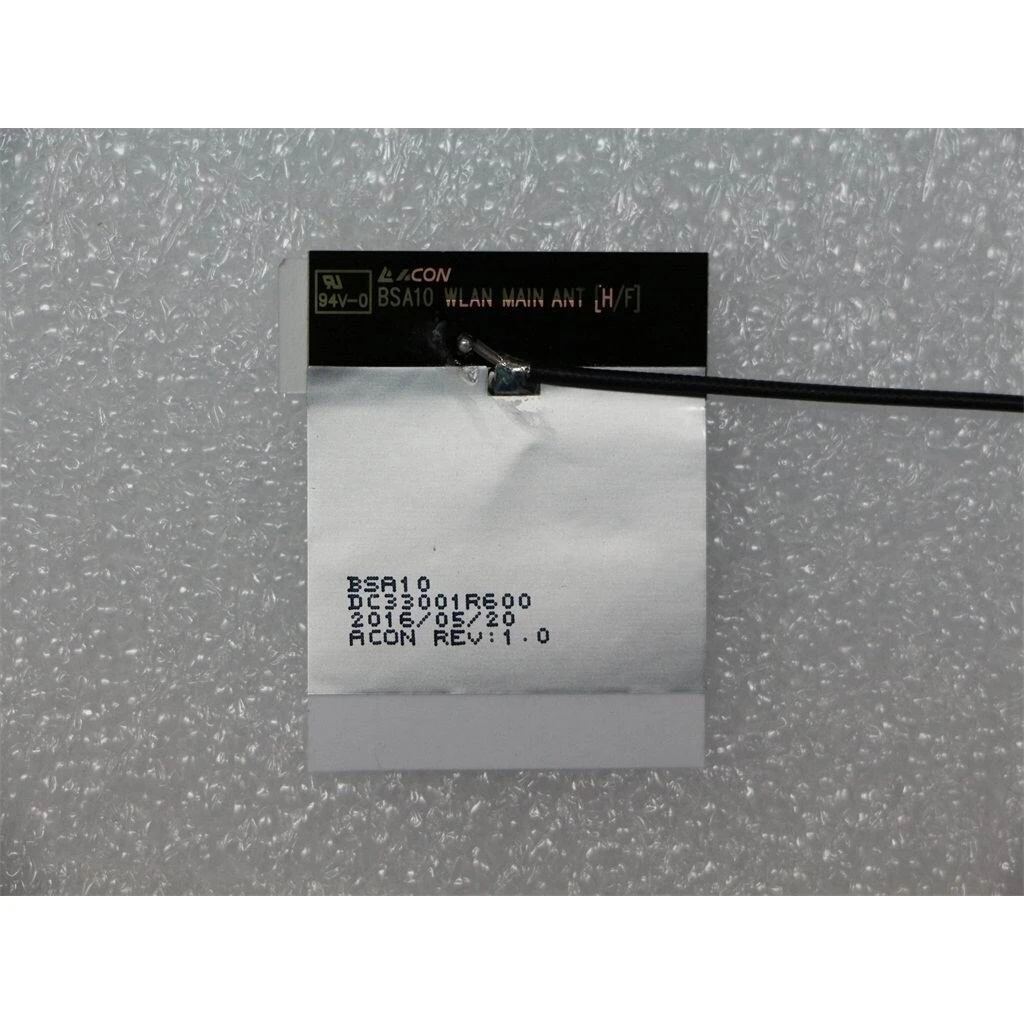 ACON
94V-0 BSA10 WLAN MAIN ANT [H/F]
BSA10
DC33001R600
2016/05/20
ACON REV:1.0